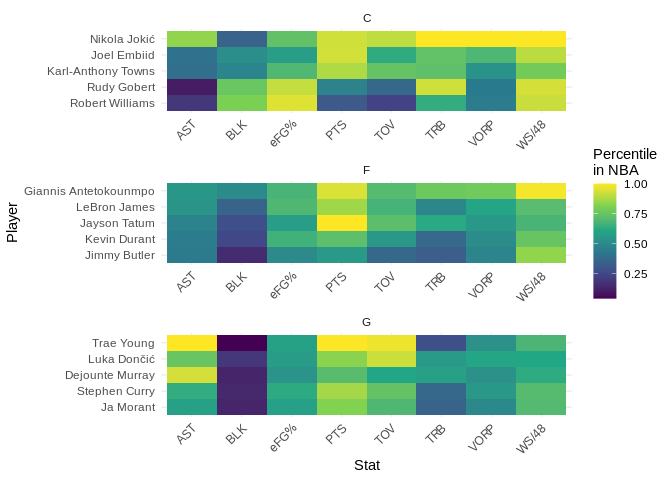 C
Nikola Jokić
Joel Embiid
Karl-Anthony Towns
Rudy Gobert
Robert Williams
AST BLK eFG% PTS TOV TRB VORP WS/48
F
Giannis Antetokounmpo
LeBron James
Jayson Tatum
Kevin Durant
Jimmy Butler
AST BLK eFG% PTS TOV TRB VORP WS/48
G
Trae Young
Luka Dončić
Dejounte Murray
Stephen Curry
Ja Morant
AST BLK eFG% PTS TOV TRB VORP WS/48
Stat
Player
Percentile
in NBA
1.00
0.75
0.50
0.25